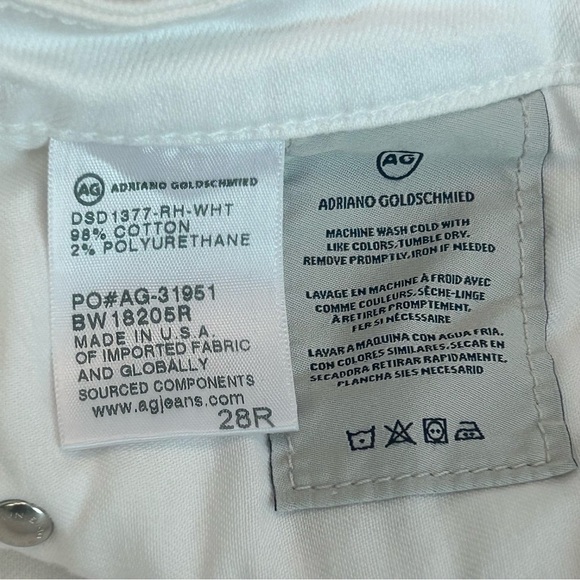 AG ADRIANO GOLDSCHMIED
DSD1377-RH-WHT
98% COTTON
2% POLYURETHANE
PO#AG-31951
BW18205R
MADE IN U.S.A.
OF IMPORTED FABRIC
AND GLOBALLY
SOURCED COMPONENTS
www.agjeans.com
28R
AG
ADRIANO GOLDSCHMIED
MACHINE WASH COLD WITH
LIKE COLORS. TUMBLE DRY.
REMOVE PROMPTLY. IRON IF NEEDED
LAVAGE EN MACHINE À FROID AVEC
COMME COULEURS. SÈCHE-LINGE
À RETIRER PROMPTEMENT,
FER SI NÉCESSAIRE
LAVAR A MAQUINA CON AGUA FRIA.
CON COLORES SIMILARES. SECAR EN
SECADORA RETIRAR RAPIDAMENTE.
PLANCHA SI ES NECESARIO